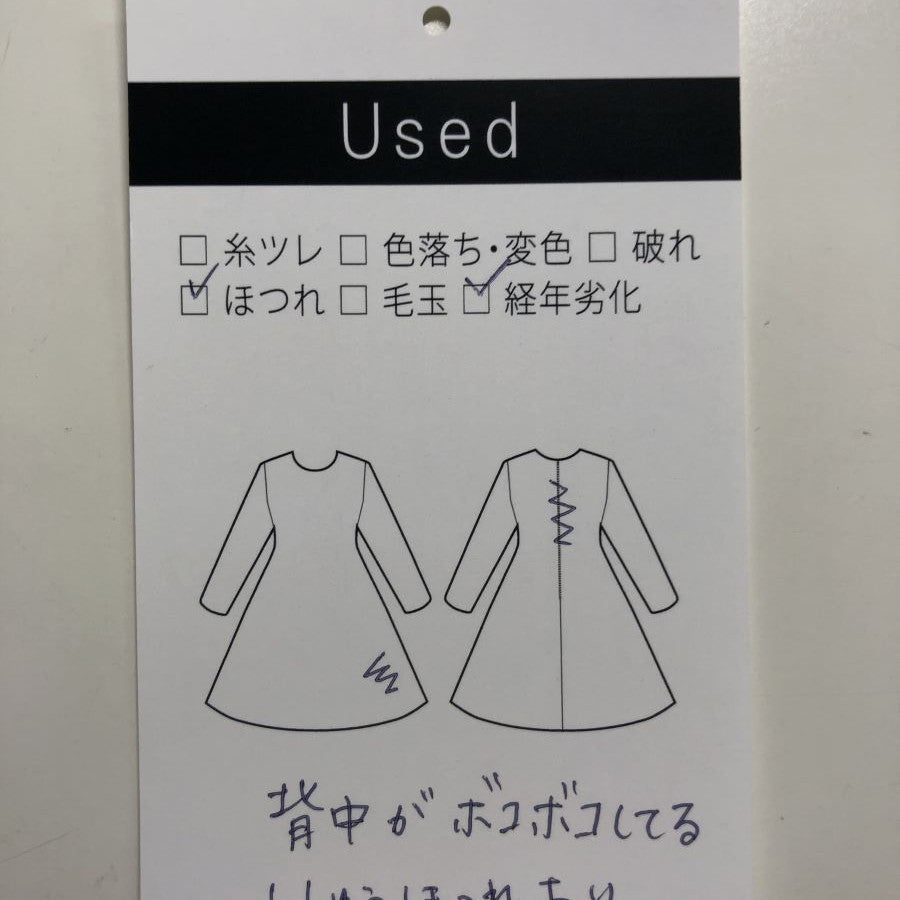 Used
□ 糸ツレ □ 色落ち・変色 □ 破れ
☑ ほつれ □ 毛玉 ☑ 経年劣化
背中がボコボコしてる